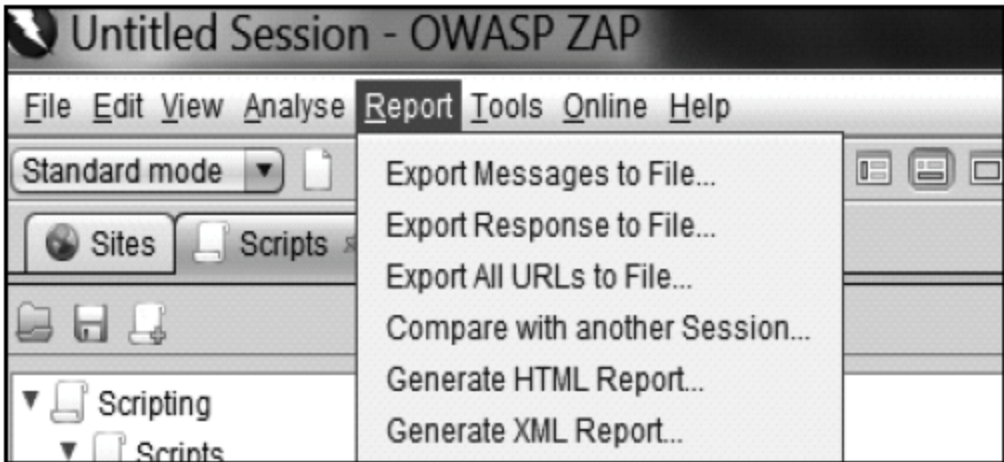 Untitled Session - OWASP ZAP
File Edit View Analyse Report Tools Online Help
Standard mode
Sites Scripts
Export Messages to File...
Export Response to File...
Export All URLs to File...
Compare with another Session...
Generate HTML Report...
Generate XML Report...
Scripting
Scripts